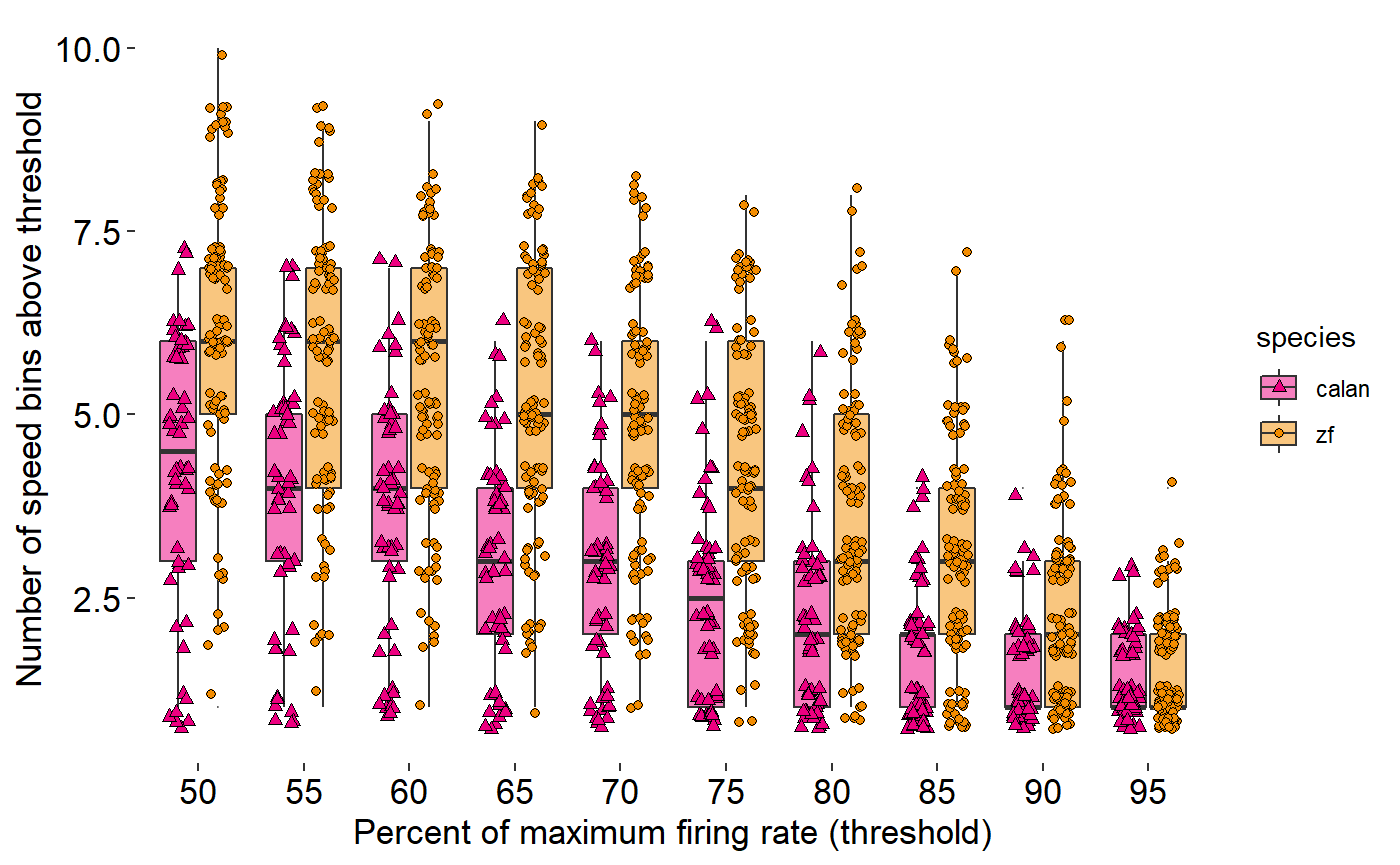 10.0
7.5
5.0
2.5
Number of speed bins above threshold
50 55 60 65 70 75 80 85 90 95
Percent of maximum firing rate (threshold)
species
calan
zf